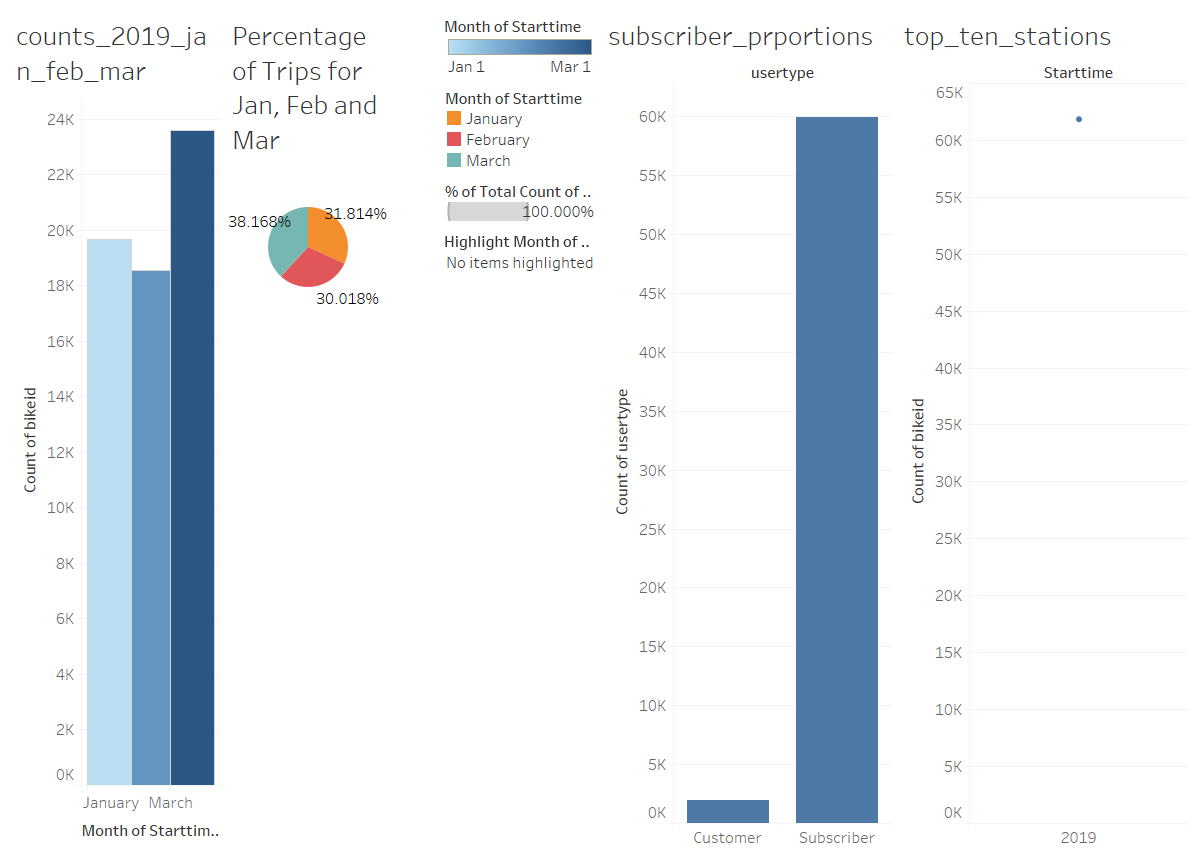 counts_2019_ja
n_feb_mar
24K
22K
20K
18K
16K
14K
12K
10K
8K
6K
4K
2K
0K
Count of bikeid
January March
Month of Starttim..
Percentage
of Trips for
Jan, Feb and
Mar
38.168%
31.814%
30.018%
Month of Starttime
Jan 1 Mar 1
Month of Starttime
January
February
March
% of Total Count of ..
100.000%
Highlight Month of ..
No items highlighted
subscriber_prportions
usertype
60K
55K
50K
45K
40K
35K
30K
25K
20K
15K
10K
5K
0K
Count of usertype
Customer Subscriber
top_ten_stations
Starttime
65K
60K
55K
50K
45K
40K
35K
30K
25K
20K
15K
10K
5K
0K
Count of bikeid
2019